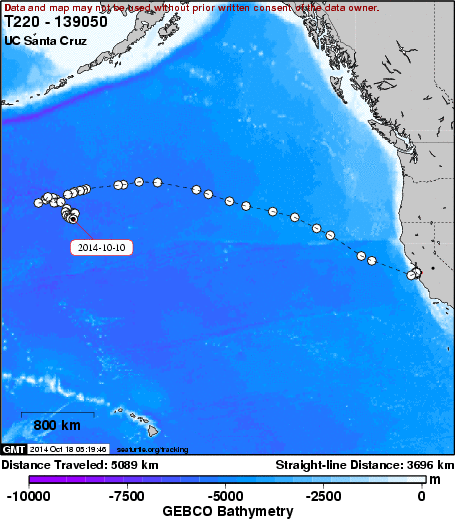 Data and map may not be used without prior written consent of the data owner.
T220 - 139050
UC Santa Cruz
2014-10-10
800 km
GMT 2014 Oct 18 05:19:46 seaturtle.org/tracking
Distance Traveled: 5089 km Straight-line Distance: 3696 km
m
-10000 -7500 -5000 -2500 0
GEBCO Bathymetry